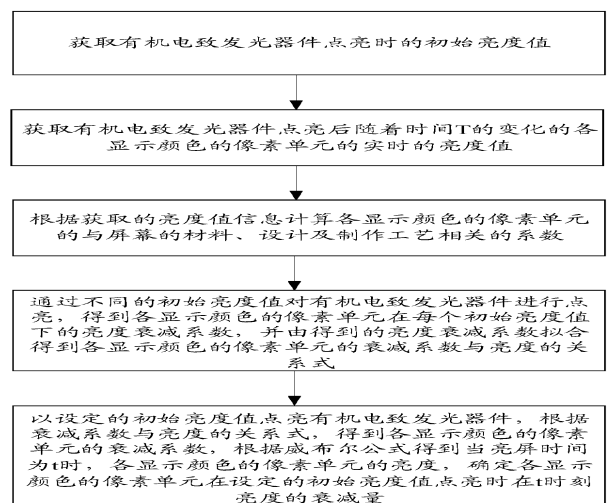 获取有机电致发光器件点亮时的初始亮度值
获取有机电致发光器件点亮后随着时间T的变化的各
显示颜色的像素单元的实时的亮度值
根据获取的亮度值信息计算各显示颜色的像素单元
的与屏幕的材料、设计及制作工艺相关的系数
通过不同的初始亮度值对有机电致发光器件进行点
亮，得到各显示颜色的像素单元在每个初始亮度值
下的亮度衰减系数，并由得到的亮度衰减系数拟合
得到各显示颜色的像素单元的衰减系数与亮度的关
系式
以设定的初始亮度值点亮有机电致发光器件，根据
衰减系数与亮度的关系式，得到各显示颜色的像素
单元的衰减系数，根据威布尔公式得到当亮屏时间
为t时，各显示颜色的像素单元的亮度，确定各显示
颜色的像素单元在设定的初始亮度值点亮时在t时刻
亮度的衰减量